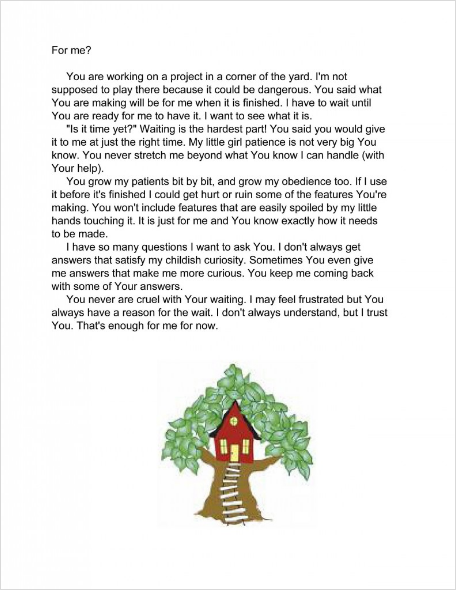 For me?
You are working on a project in a corner of the yard. I'm not
supposed to play there because it could be dangerous. You said what
You are making will be for me when it is finished. I have to wait until
You are ready for me to have it. I want to see what it is.
"Is it time yet?" Waiting is the hardest part! You said you would give
it to me at just the right time. My little girl patience is not very big You
know. You never stretch me beyond what You know I can handle (with
Your help).
You grow my patients bit by bit, and grow my obedience too. If I use
it before it's finished I could get hurt or ruin some of the features You're
making. You won't include features that are easily spoiled by my little
hands touching it. It is just for me and You know exactly how it needs
to be made.
I have so many questions I want to ask You. I don't always get
answers that satisfy my childish curiosity. Sometimes You even give
me answers that make me more curious. You keep me coming back
with some of Your answers.
You never are cruel with Your waiting. I may feel frustrated but You
always have a reason for the wait. I don't always understand, but I trust
You. That's enough for me for now.